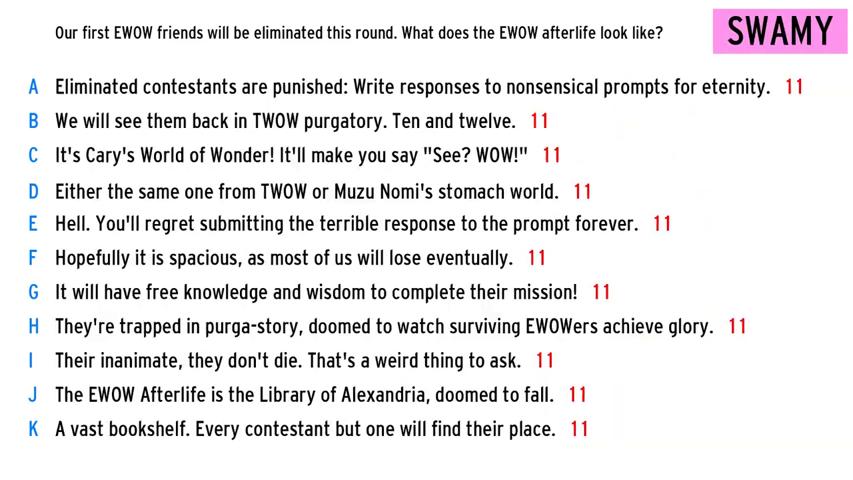 Our first EWOW friends will be eliminated this round. What does the EWOW afterlife look like?
SWAMY
A Eliminated contestants are punished: Write responses to nonsensical prompts for eternity. 11
B We will see them back in TWOW purgatory. Ten and twelve. 11
C It's Cary's World of Wonder! It'll make you say "See? WOW!" 11
D Either the same one from TWOW or Muzu Nomi's stomach world. 11
E Hell. You'll regret submitting the terrible response to the prompt forever. 11
F Hopefully it is spacious, as most of us will lose eventually. 11
G It will have free knowledge and wisdom to complete their mission! 11
H They're trapped in purga-story, doomed to watch surviving EWOWers achieve glory. 11
I Their inanimate, they don't die. That's a weird thing to ask. 11
J The EWOW Afterlife is the Library of Alexandria, doomed to fall. 11
K A vast bookshelf. Every contestant but one will find their place. 11